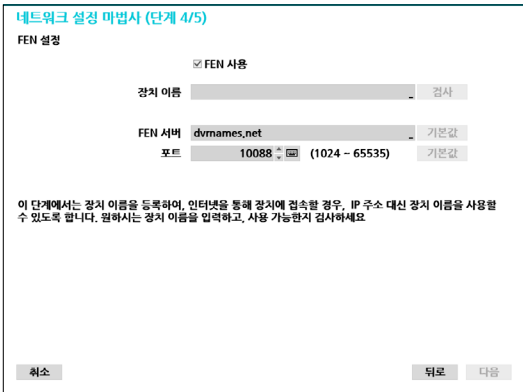 네트워크 설정 마법사 (단계 4/5)
FEN 설정
FEN 사용
장치 이름 검사
FEN 서버 dvrnames.net 기본값
포트 10088 (1024 ~ 65535) 기본값
이 단계에서는 장치 이름을 등록하여, 인터넷을 통해 장치에 접속할 경우, IP 주소 대신 장치 이름을 사용할
수 있도록 합니다. 원하시는 장치 이름을 입력하고, 사용 가능한지 검사하세요
취소 뒤로 다음